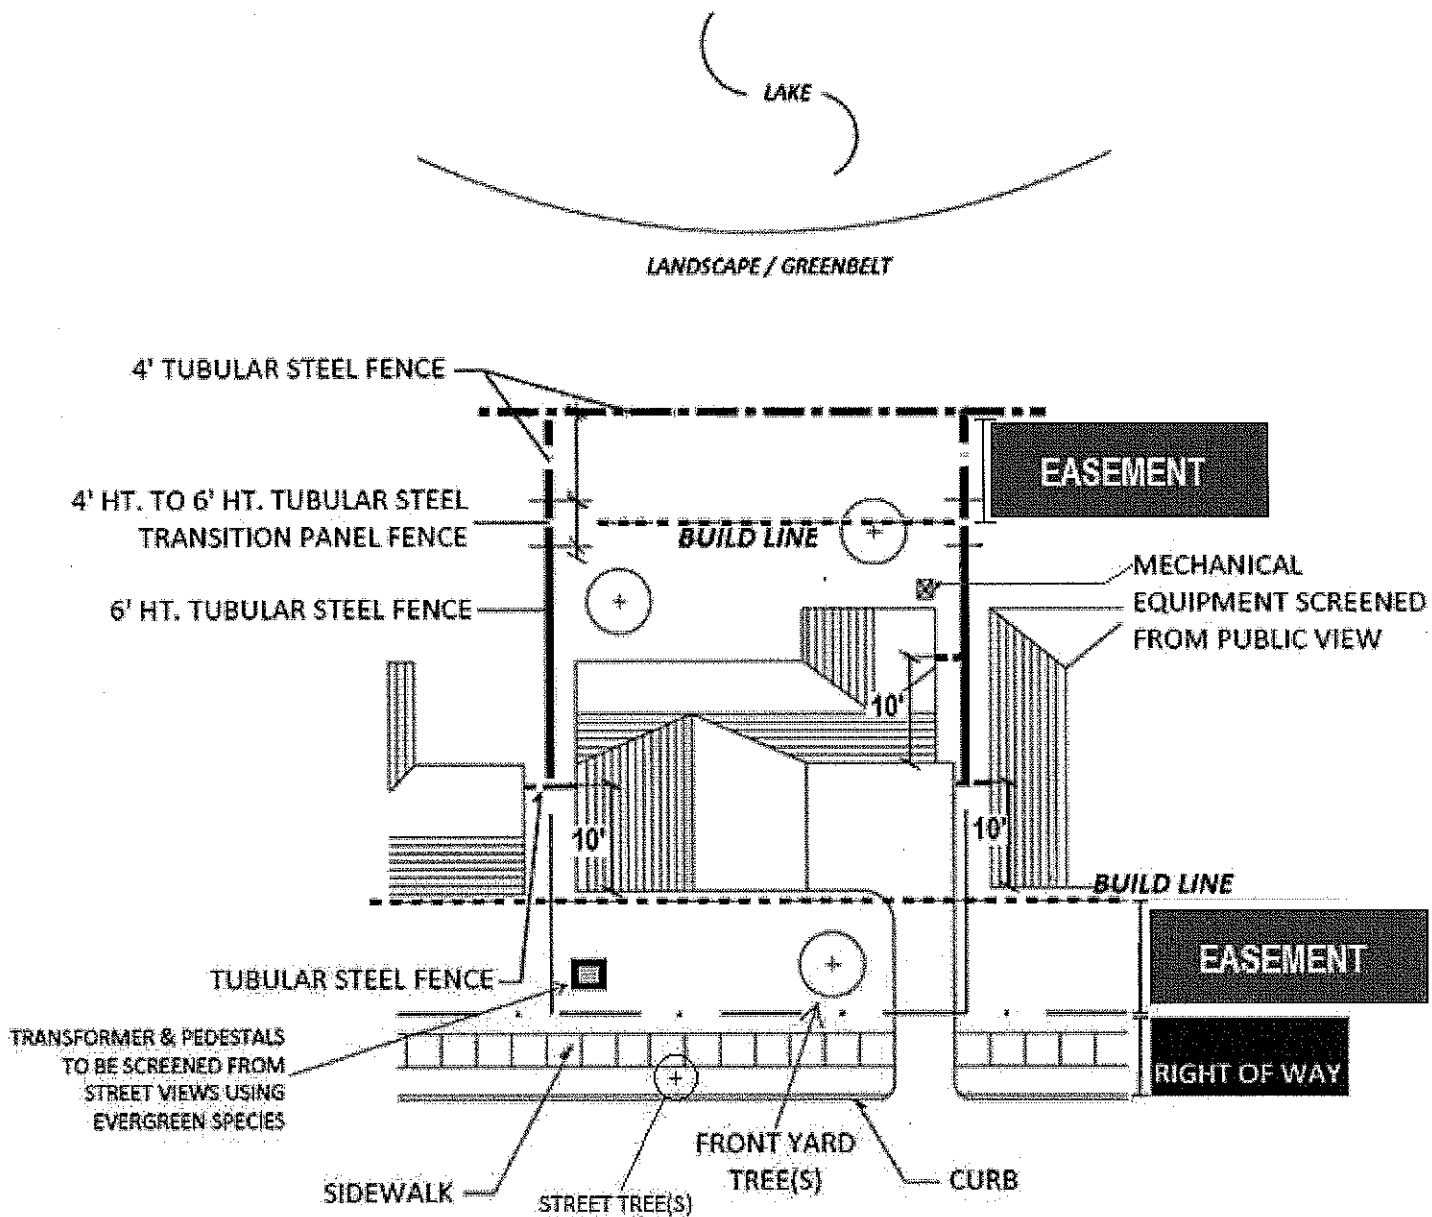 LAKE
LANDSCAPE / GREENBELT
4' TUBULAR STEEL FENCE
EASEMENT
4' HT. TO 6' HT. TUBULAR STEEL
TRANSITION PANEL FENCE
BUILD LINE
MECHANICAL
EQUIPMENT SCREENED
FROM PUBLIC VIEW
6' HT. TUBULAR STEEL FENCE
10'
10'
10'
BUILD LINE
EASEMENT
TUBULAR STEEL FENCE
TRANSFORMER & PEDESTALS
TO BE SCREENED FROM
STREET VIEWS USING
EVERGREEN SPECIES
RIGHT OF WAY
FRONT YARD
TREE(S)
SIDEWALK
STREET TREE(S)
CURB